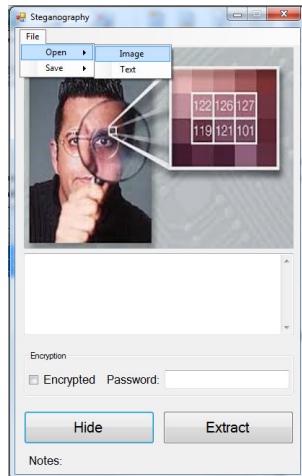 Steganography
File
Open Image
Save Text
122 126 127
119 121 101
Encryption
Encrypted Password:
Hide Extract
Notes: